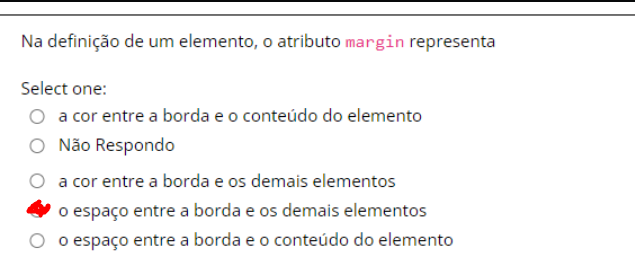 Na definição de um elemento, o atributo margin representa
Select one:
a cor entre a borda e o conteúdo do elemento
Não Respondo
a cor entre a borda e os demais elementos
o espaço entre a borda e os demais elementos
o espaço entre a borda e o conteúdo do elemento